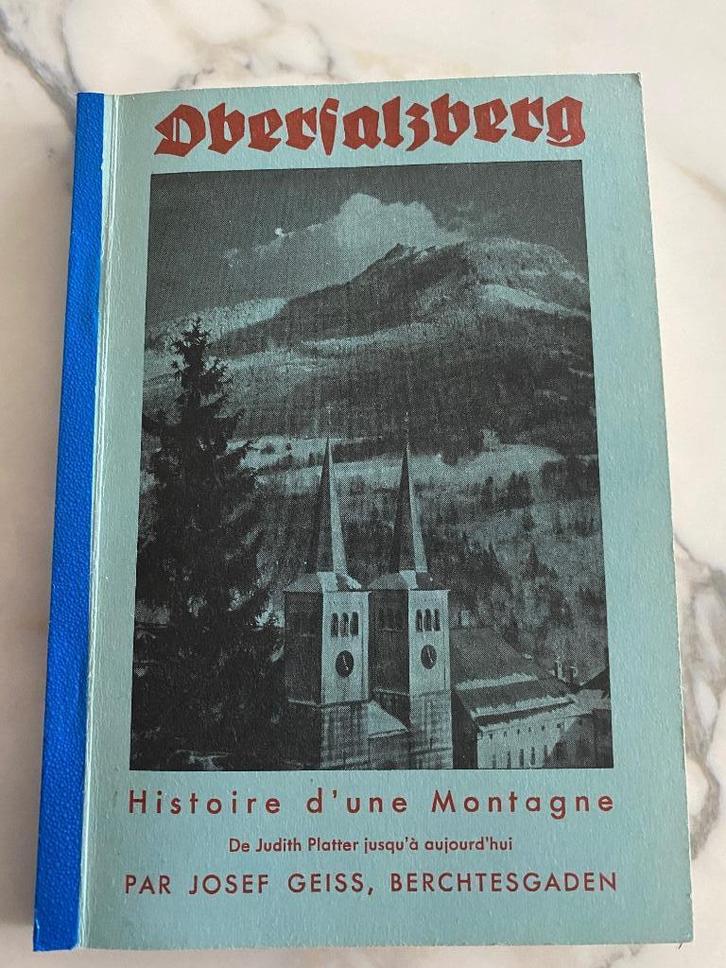 Obersalzberg
Histoire d'une Montagne
De Judith Platter jusqu'à aujourd'hui
PAR JOSEF GEISS, BERCHTESGADEN